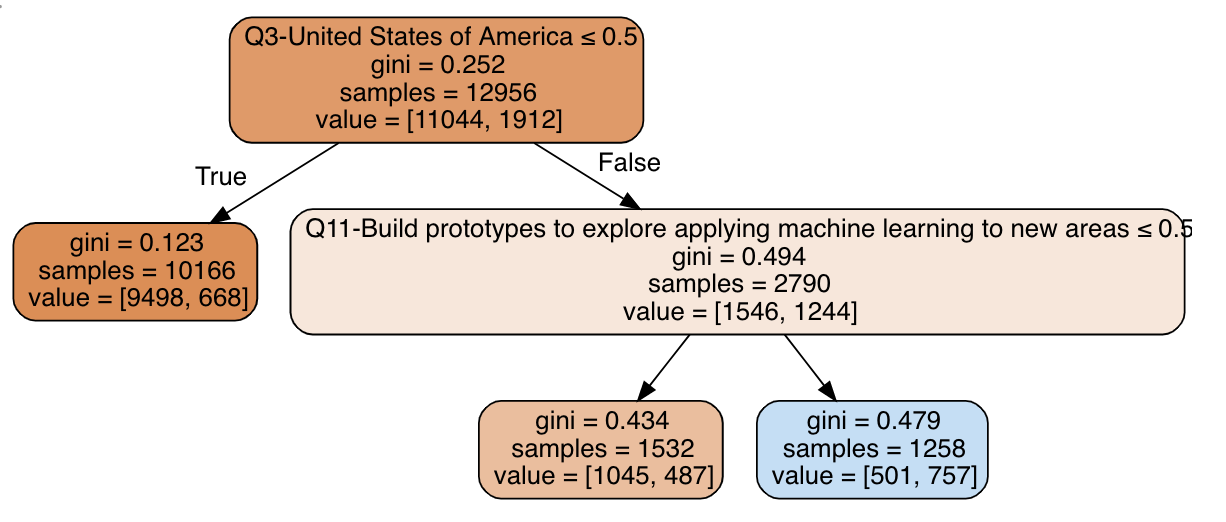 Q3-United States of America ≤ 0.5
gini = 0.252
samples = 12956
value = [11044, 1912]
True
False
gini = 0.123
samples = 10166
value = [9498, 668]
Q11-Build prototypes to explore applying machine learning to new areas ≤ 0.5
gini = 0.494
samples = 2790
value = [1546, 1244]
gini = 0.434
samples = 1532
value = [1045, 487]
gini = 0.479
samples = 1258
value = [501, 757]